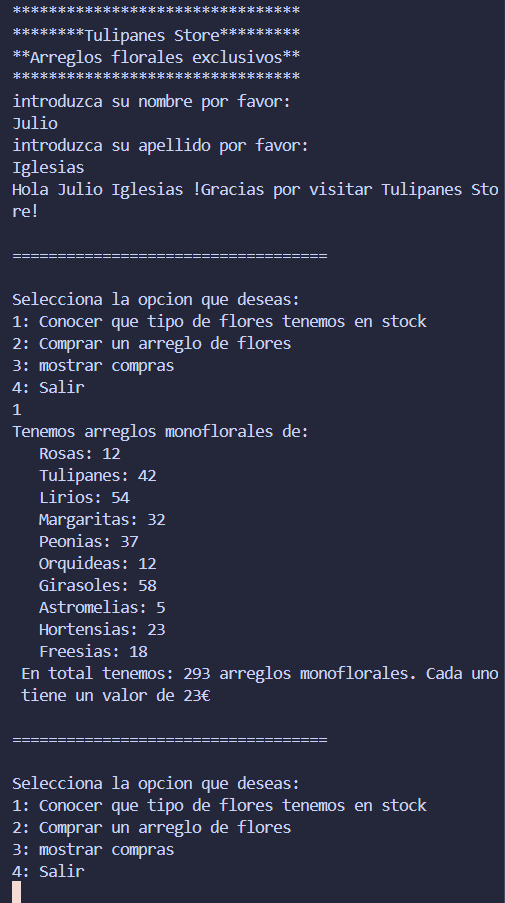 ********************************
********Tulipanes Store*********
**Arreglos florales exclusivos**
********************************
introduzca su nombre por favor:
Julio
introduzca su apellido por favor:
Iglesias
Hola Julio Iglesias !Gracias por visitar Tulipanes Sto
re!
===================================
Selecciona la opcion que deseas:
1: Conocer que tipo de flores tenemos en stock
2: Comprar un arreglo de flores
3: mostrar compras
4: Salir
1
Tenemos arreglos monoflorales de:
   Rosas: 12
   Tulipanes: 42
   Lirios: 54
   Margaritas: 32
   Peonias: 37
   Orquideas: 12
   Girasoles: 58
   Astromelias: 5
   Hortensias: 23
   Freesias: 18
 En total tenemos: 293 arreglos monoflorales. Cada uno
 tiene un valor de 23€
===================================
Selecciona la opcion que deseas:
1: Conocer que tipo de flores tenemos en stock
2: Comprar un arreglo de flores
3: mostrar compras
4: Salir